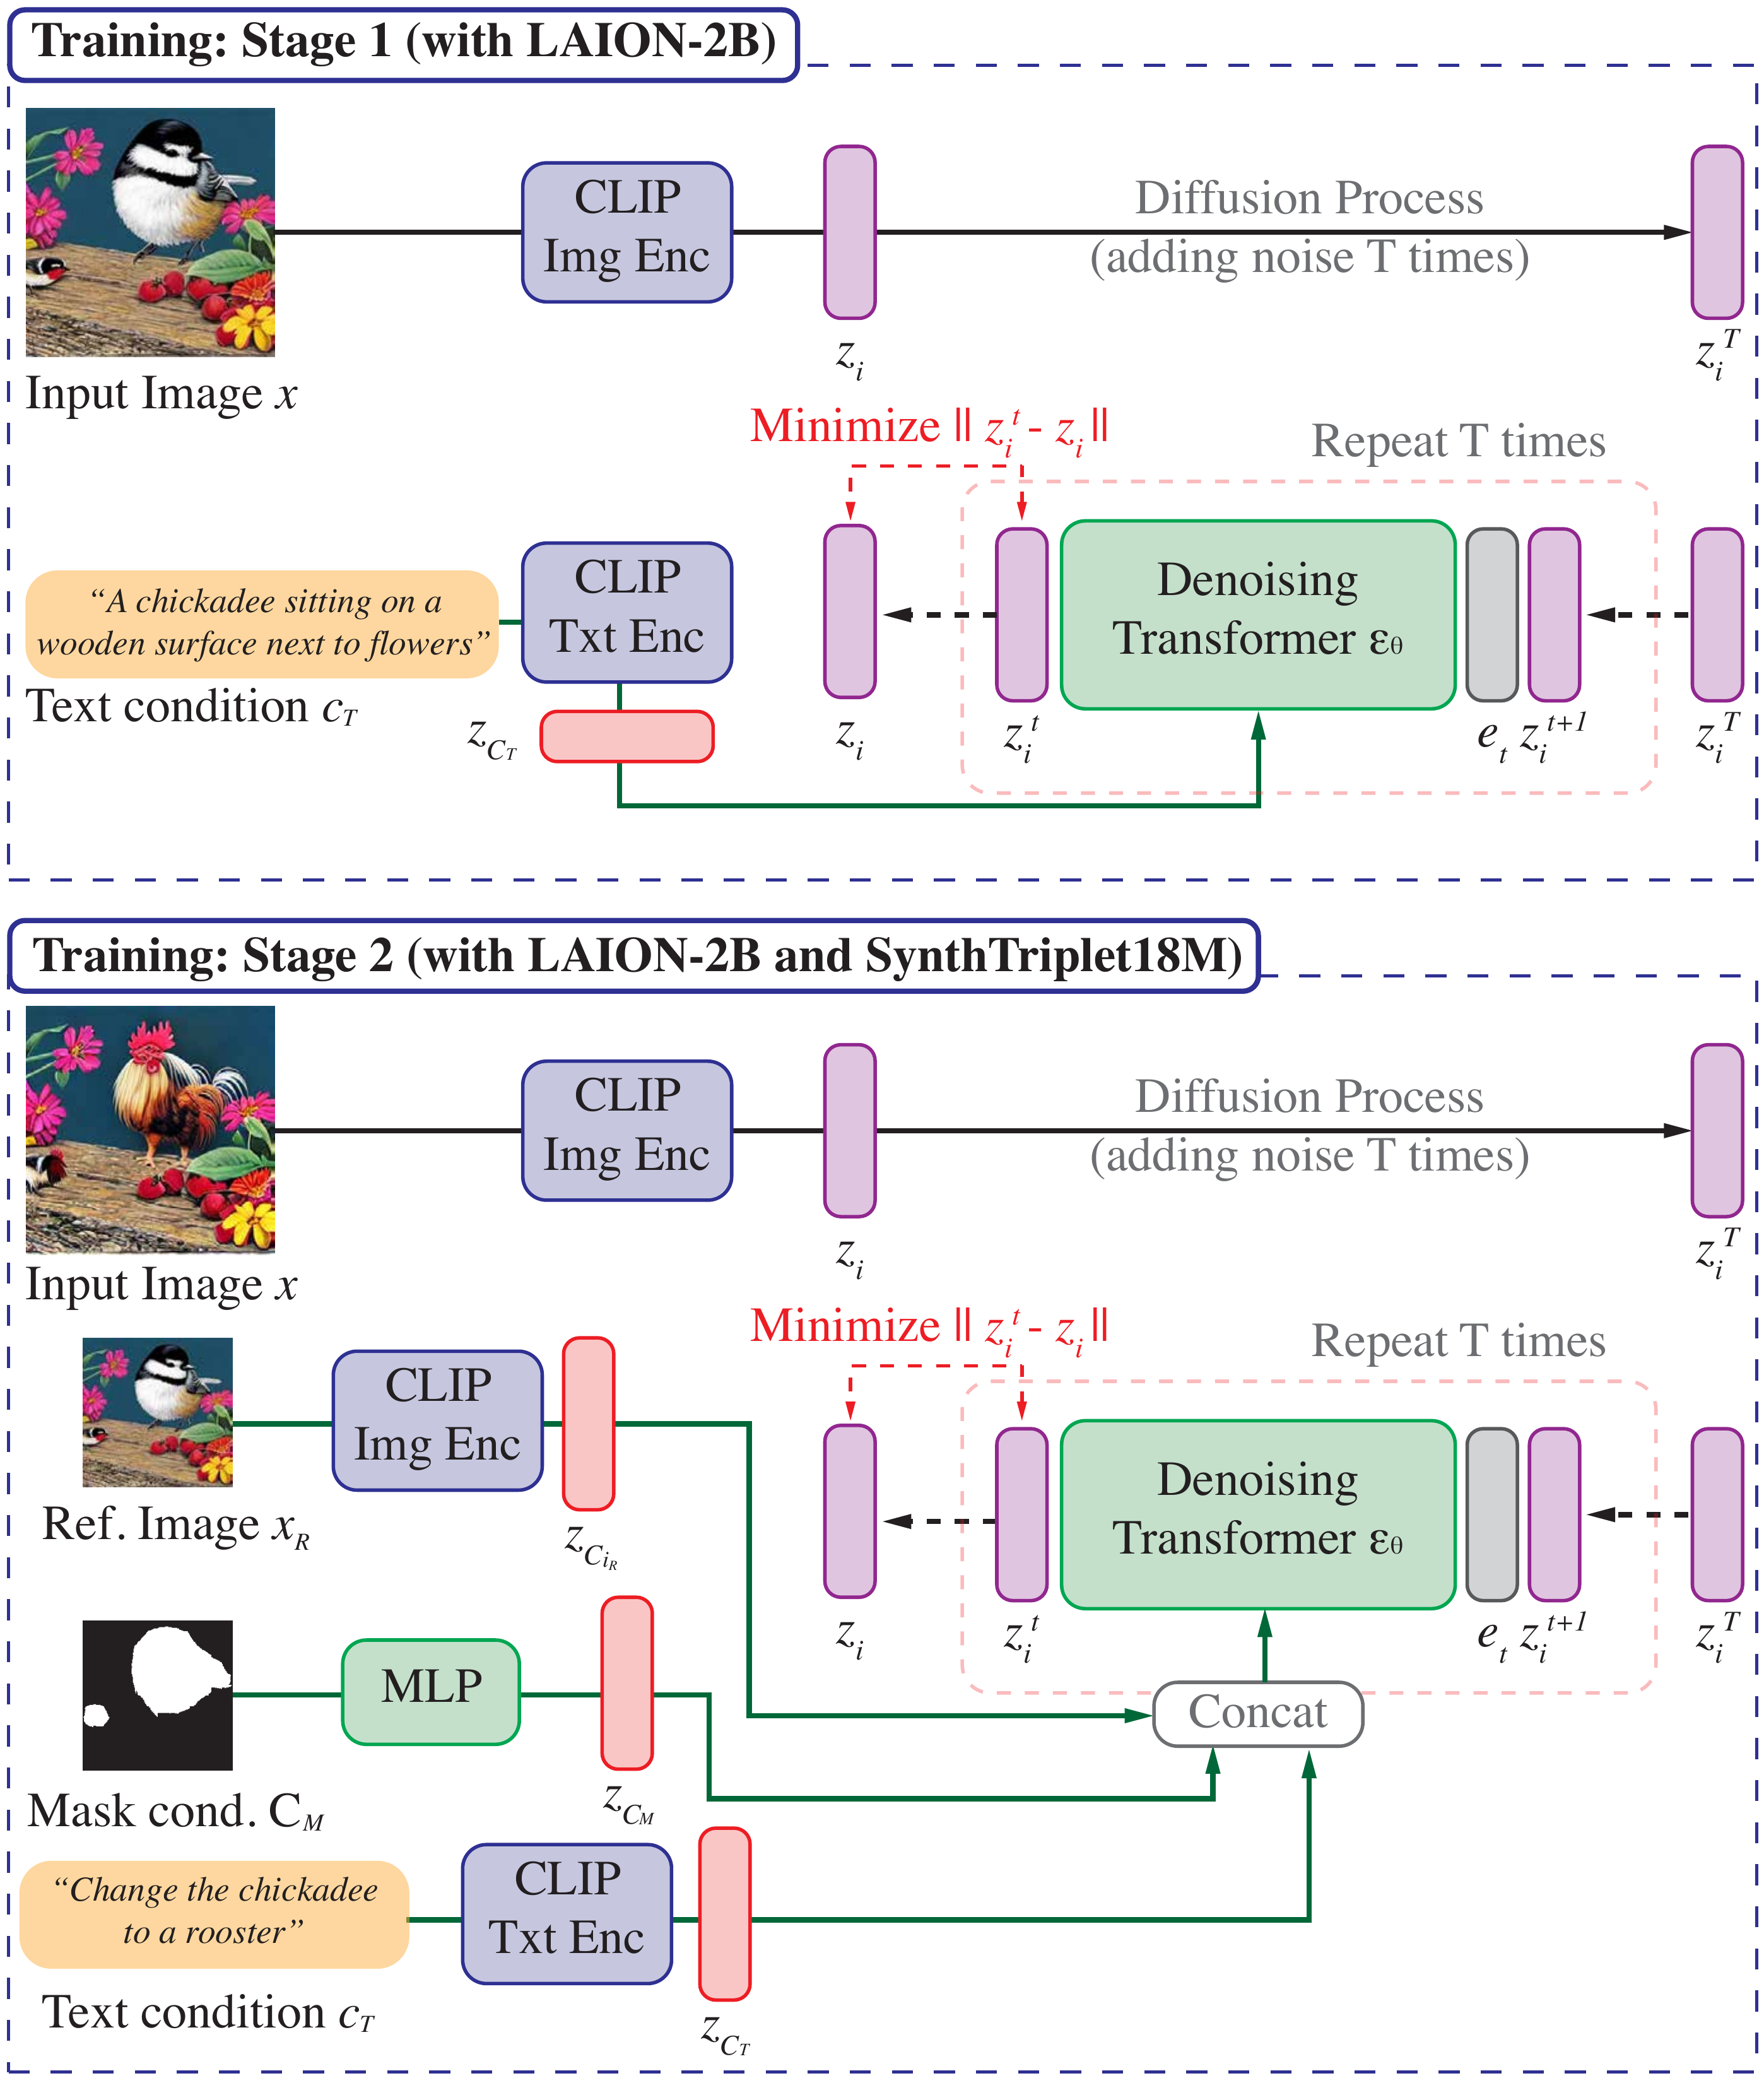 Training: Stage 1 (with LAION-2B)
CLIP
Img Enc
Diffusion Process
(adding noise T times)
z_i
z_i^T
Input Image x
Minimize || z_i^t - z_i ||
Repeat T times
"A chickadee sitting on a
wooden surface next to flowers"
CLIP
Txt Enc
Denoising
Transformer ε_θ
Text condition c_T
z_{C_T}
z_i
z_i^t
e_t z_i^{t+1}
z_i^T
Training: Stage 2 (with LAION-2B and SynthTriplet18M)
CLIP
Img Enc
Diffusion Process
(adding noise T times)
z_i
z_i^T
Input Image x
Minimize || z_i^t - z_i ||
Repeat T times
CLIP
Img Enc
Denoising
Transformer ε_θ
Ref. Image x_R
z_{C_{i_R}}
z_i
z_i^t
e_t z_i^{t+1}
z_i^T
MLP
Concat
Mask cond. C_M
z_{C_M}
"Change the chickadee
to a rooster"
CLIP
Txt Enc
Text condition c_T
z_{C_T}